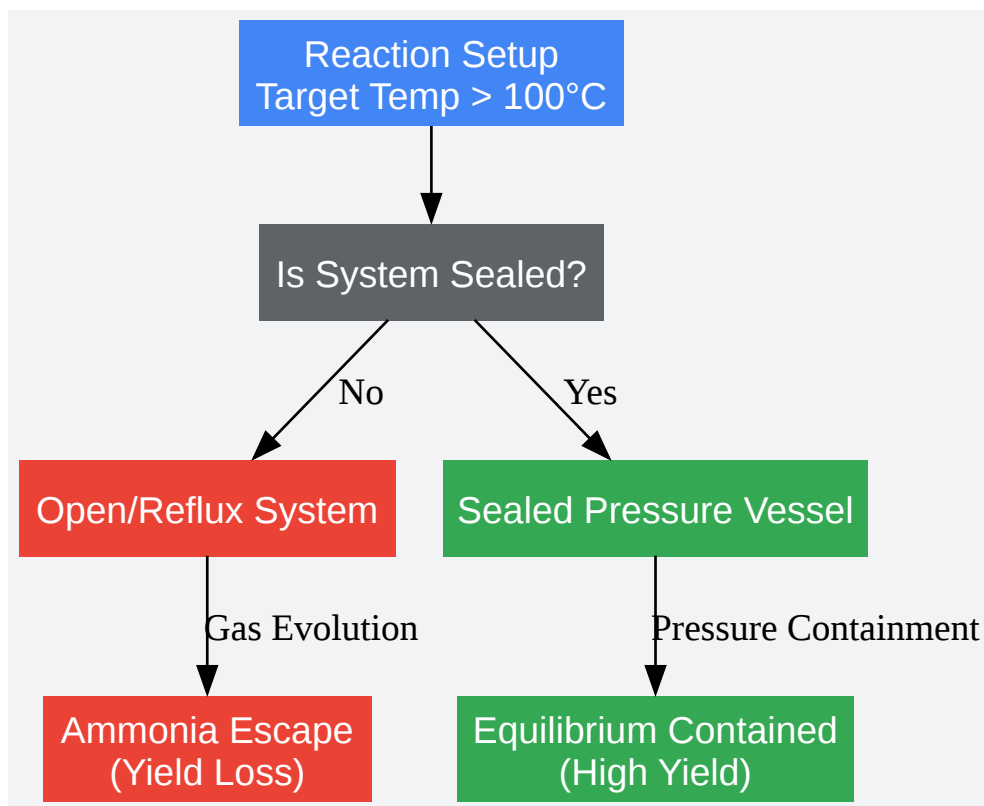 Reaction Setup
Target Temp > 100°C
Is System Sealed?
No
Yes
Open/Reflux System
Sealed Pressure Vessel
Gas Evolution
Pressure Containment
Ammonia Escape
(Yield Loss)
Equilibrium Contained
(High Yield)